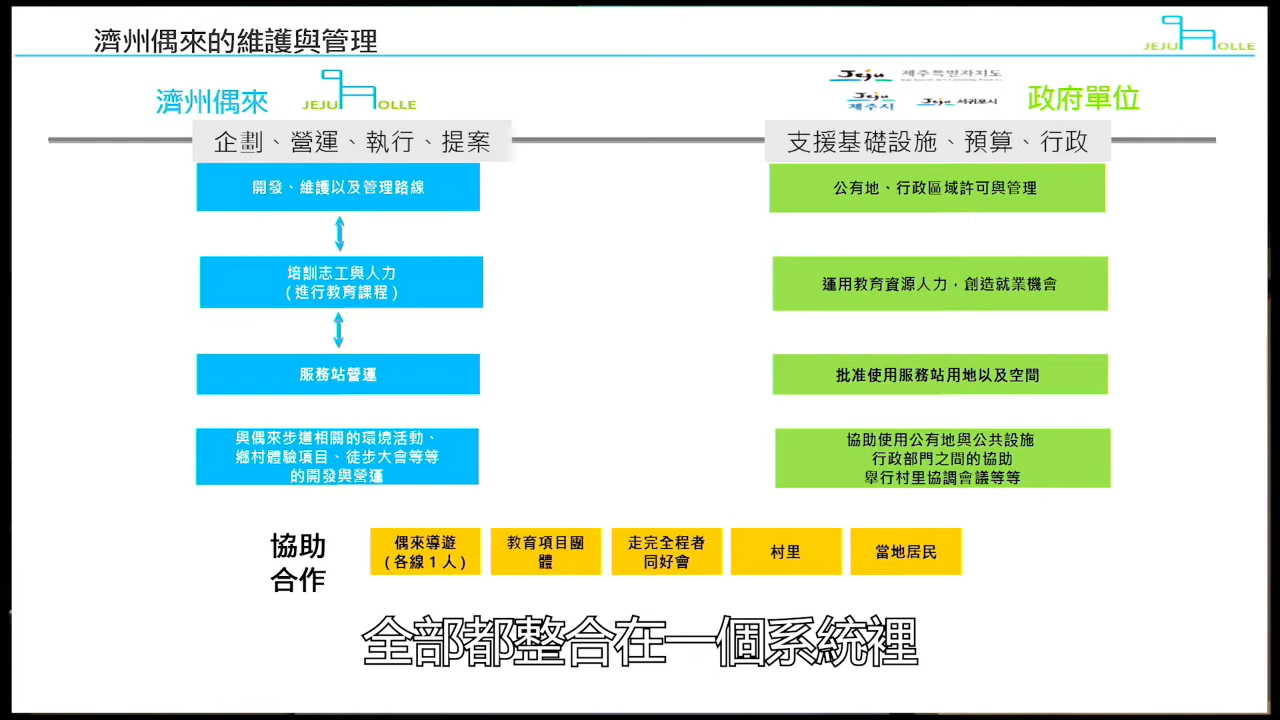 濟州偶來的維護與管理
JEJU OLLE
濟州偶來
JEJU OLLE
Jeju 제주특별자치도
Jeju 제주시
Jeju 서귀포시
政府單位
企劃、營運、執行、提案
支援基礎設施、預算、行政
開發、維護以及管理路線
公有地、行政區域許可與管理
培訓志工與人力
(進行教育課程)
運用教育資源人力，創造就業機會
服務站營運
批准使用服務站用地以及空間
與偶來步道相關的環境活動、
鄉村體驗項目、徒步大會等等
的開發與營運
協助使用公有地與公共設施
行政部門之間的協助
舉行村里協調會議等等
協助
合作
偶來導遊
(各線1人)
教育項目團
體
走完全程者
同好會
村里
當地居民
全部都整合在一個系統裡